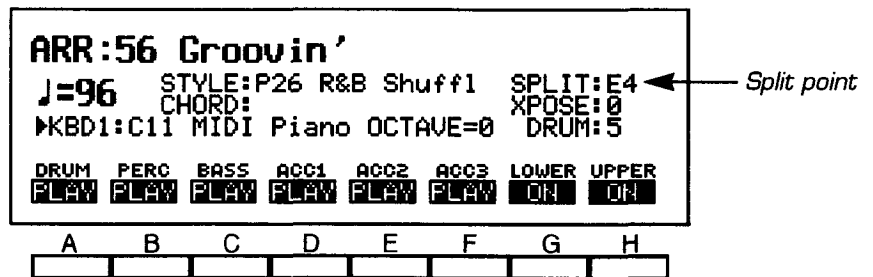 ARR:56 Groovin'
♩=96 STYLE:P26 R&B Shuffl SPLIT:E4 Split point
CHORD: XPOSE:0
▶KBD1:C11 MIDI Piano OCTAVE=0 DRUM:5
DRUM PERC BASS ACC1 ACC2 ACC3 LOWER UPPER
PLAY PLAY PLAY PLAY PLAY PLAY ON ON
A B C D E F G H